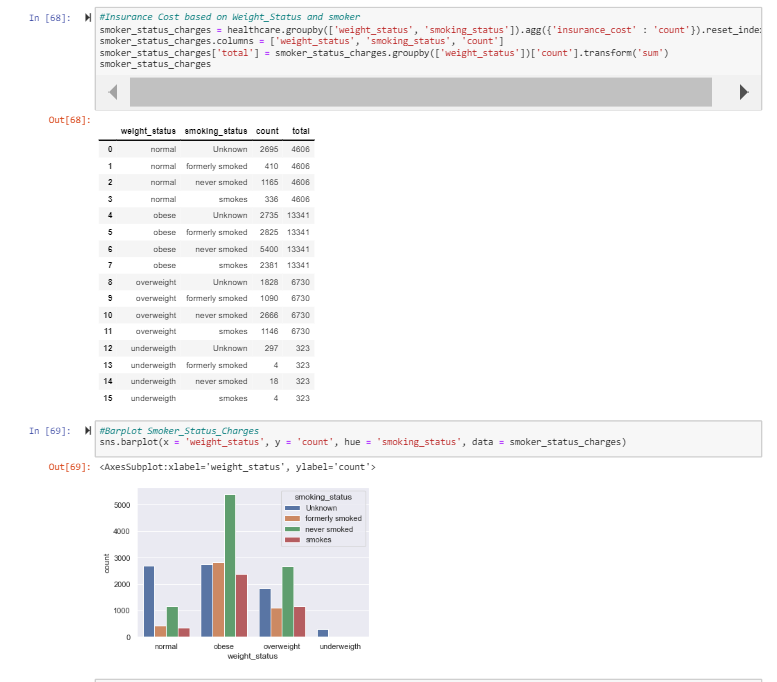 In [68]:
#Insurance Cost based on Weight_Status and smoker
smoker_status_charges = healthcare.groupby(['weight_status', 'smoking_status']).agg({'insurance_cost' : 'count'}).reset_inde
smoker_status_charges.columns = ['weight_status', 'smoking_status', 'count']
smoker_status_charges['total'] = smoker_status_charges.groupby(['weight_status'])['count'].transform('sum')
smoker_status_charges
Out[68]:
weight_status smoking_status count total
0 normal Unknown 2695 4606
1 normal formerly smoked 410 4606
2 normal never smoked 1165 4606
3 normal smokes 336 4606
4 obese Unknown 2735 13341
5 obese formerly smoked 2825 13341
6 obese never smoked 5400 13341
7 obese smokes 2381 13341
8 overweight Unknown 1828 6730
9 overweight formerly smoked 1090 6730
10 overweight never smoked 2666 6730
11 overweight smokes 1146 6730
12 underweigth Unknown 297 323
13 underweigth formerly smoked 4 323
14 underweigth never smoked 18 323
15 underweigth smokes 4 323
In [69]:
#Barplot Smoker_Status_Charges
sns.barplot(x = 'weight_status', y = 'count', hue = 'smoking_status', data = smoker_status_charges)
Out[69]: <AxesSubplot:xlabel='weight_status', ylabel='count'>
smoking_status
Unknown
formerly smoked
never smoked
smokes
5000
4000
3000
2000
1000
0
count
normal obese overweight underweigth
weight_status